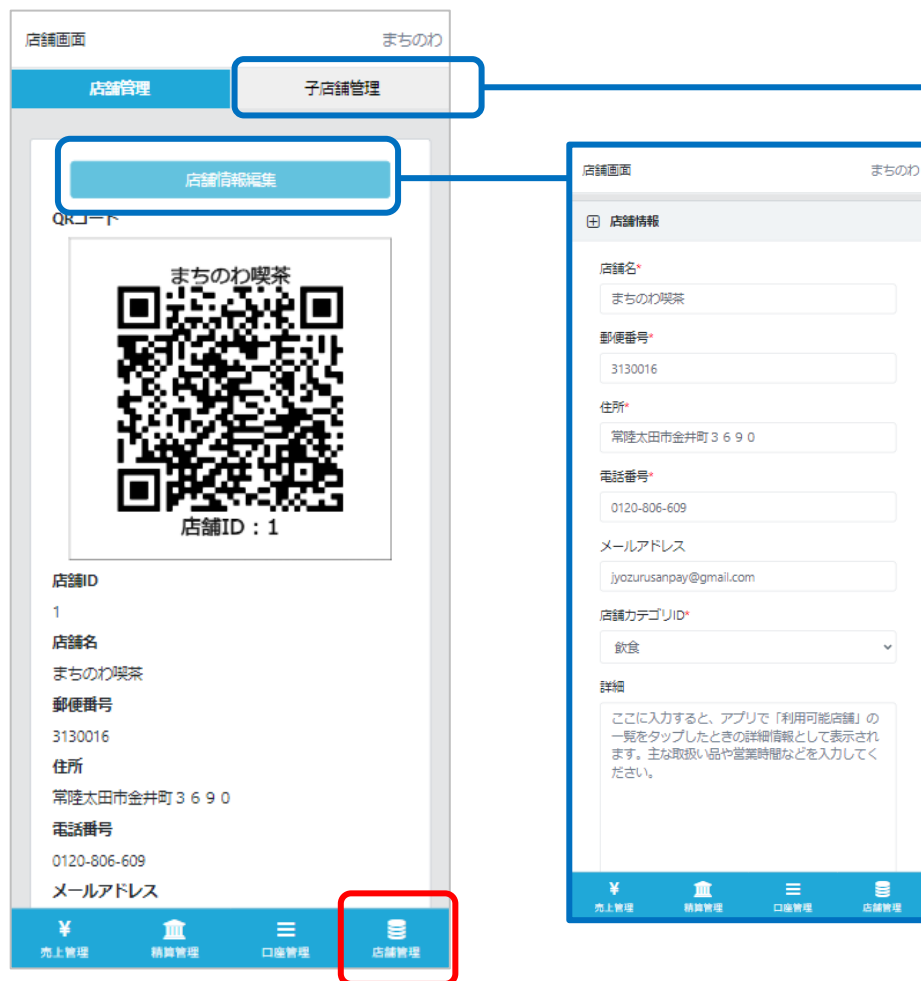 店舗画面
まちのわ
店舗管理
子店舗管理
店舗情報編集
QRコード
まちのわ喫茶
店舗ID：1
店舗ID
1
店舗名
まちのわ喫茶
郵便番号
3130016
住所
常陸太田市金井町３６９０
電話番号
0120-806-609
メールアドレス
売上管理
精算管理
口座管理
店舗管理
店舗画面
まちのわ
店舗情報
店舗名*
まちのわ喫茶
郵便番号*
3130016
住所*
常陸太田市金井町３６９０
電話番号*
0120-806-609
メールアドレス
jyozurusanpay@gmail.com
店舗カテゴリID*
飲食
詳細
ここに入力すると、アプリで「利用可能店舗」の
一覧をタップしたときの詳細情報として表示され
ます。主な取扱い品や営業時間などを入力してく
ださい。
売上管理
精算管理
口座管理
店舗管理